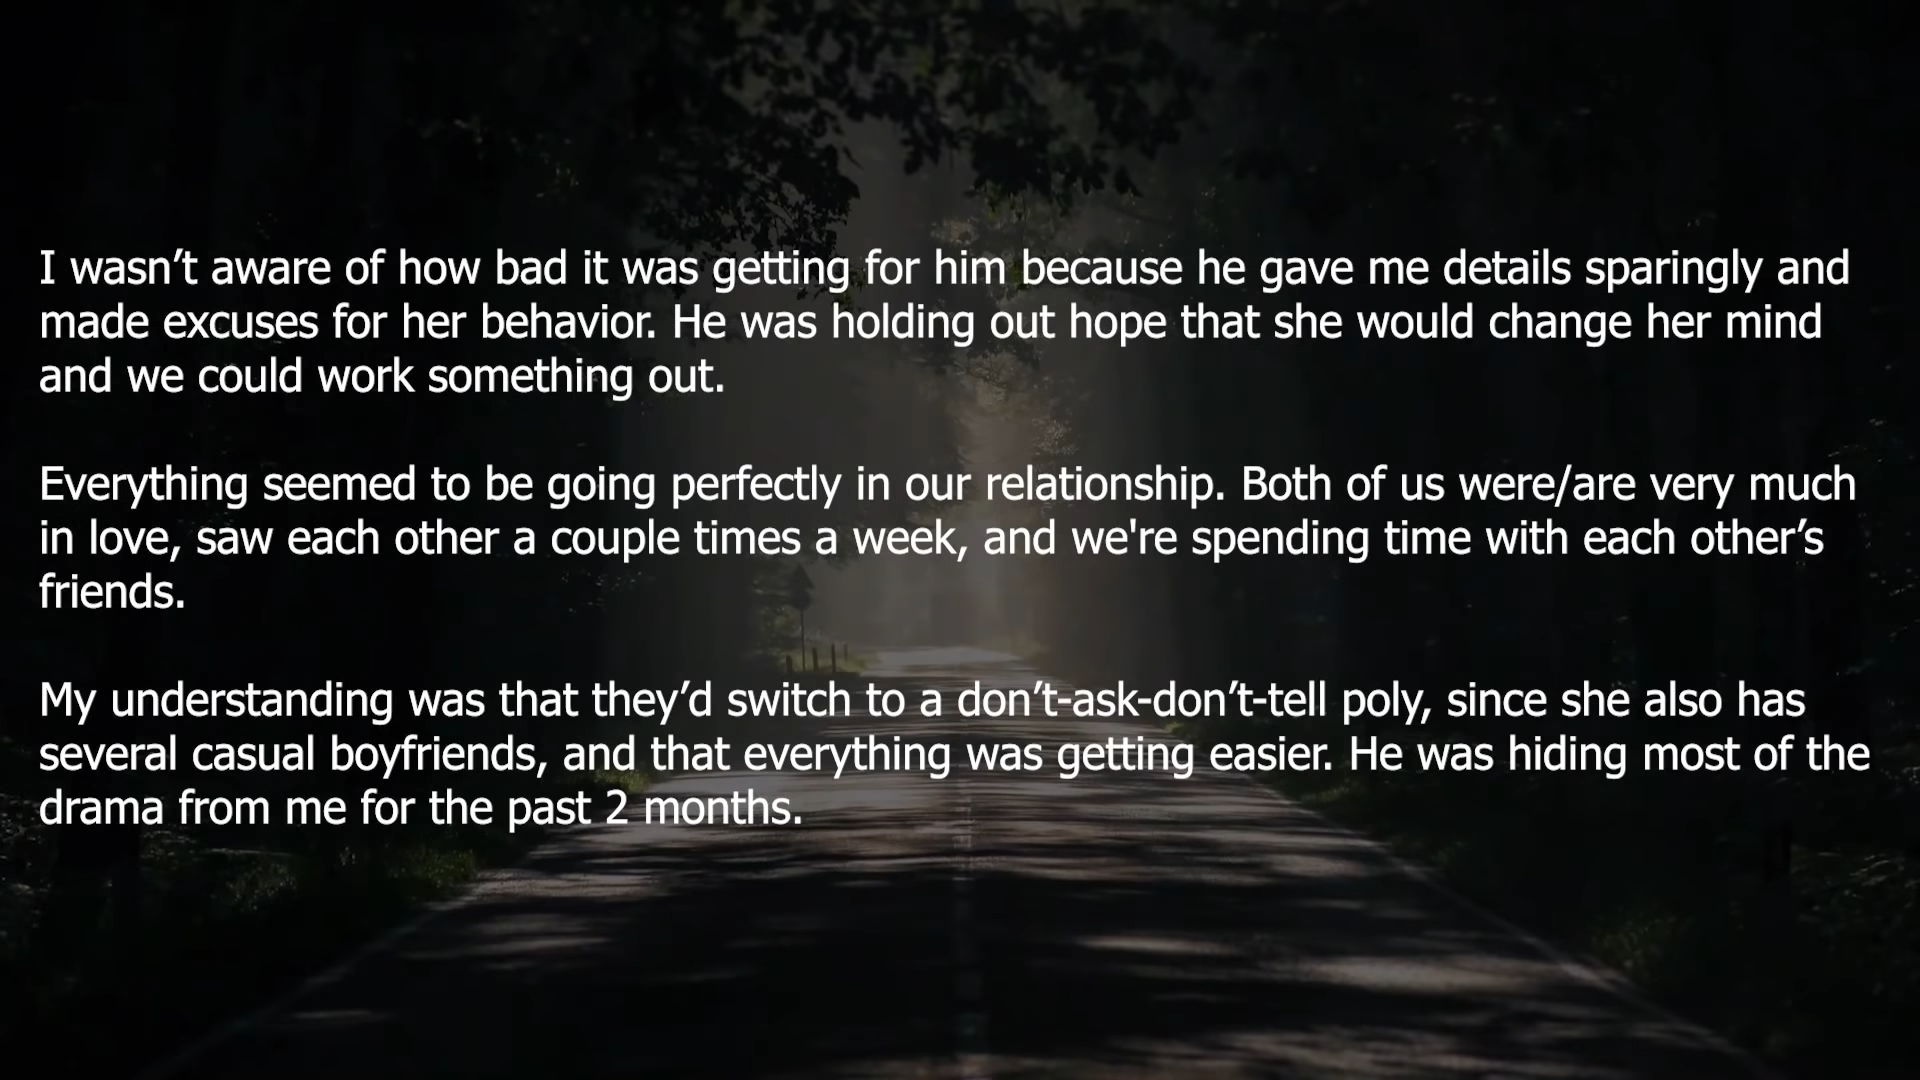 I wasn’t aware of how bad it was getting for him because he gave me details sparingly and
made excuses for her behavior. He was holding out hope that she would change her mind
and we could work something out.
Everything seemed to be going perfectly in our relationship. Both of us were/are very much
in love, saw each other a couple times a week, and we're spending time with each other’s
friends.
My understanding was that they’d switch to a don’t-ask-don’t-tell poly, since she also has
several casual boyfriends, and that everything was getting easier. He was hiding most of the
drama from me for the past 2 months.